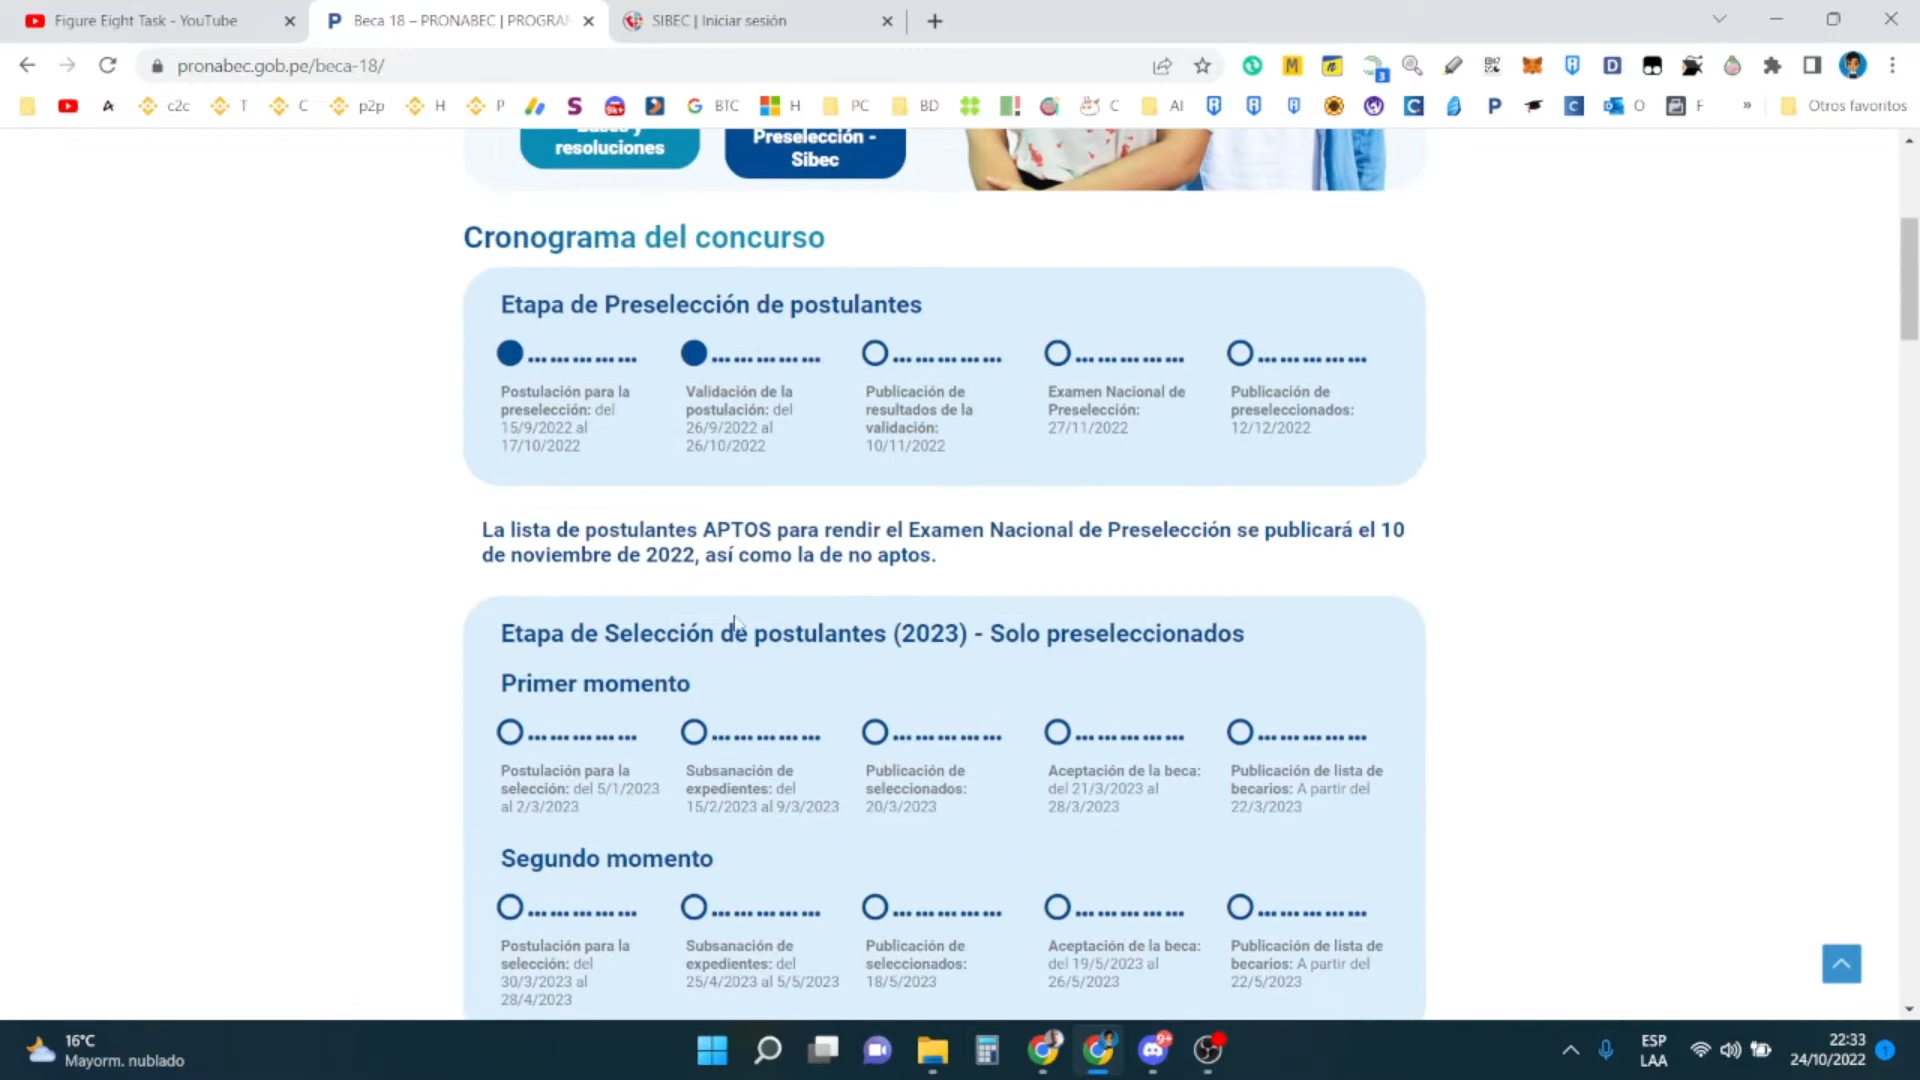 Figure Eight Task - YouTube
Beca 18 – PRONABEC | PROGRAM
SIBEC | Iniciar sesión
pronabec.gob.pe/beca-18/
c2c T C p2p H P S G BTC H PC BD C AI C P C O F » Otros favoritos
Bases y
resoluciones
Preselección -
Sibec
Cronograma del concurso
Etapa de Preselección de postulantes
Postulación para la
preselección: del
15/9/2022 al
17/10/2022
Validación de la
postulación: del
26/9/2022 al
26/10/2022
Publicación de
resultados de la
validación:
10/11/2022
Examen Nacional de
Preselección:
27/11/2022
Publicación de
preseleccionados:
12/12/2022
La lista de postulantes APTOS para rendir el Examen Nacional de Preselección se publicará el 10
de noviembre de 2022, así como la de no aptos.
Etapa de Selección de postulantes (2023) - Solo preseleccionados
Primer momento
Postulación para la
selección: del 5/1/2023
al 2/3/2023
Subsanación de
expedientes: del
15/2/2023 al 9/3/2023
Publicación de
seleccionados:
20/3/2023
Aceptación de la beca:
del 21/3/2023 al
28/3/2023
Publicación de lista de
becarios: A partir del
22/3/2023
Segundo momento
Postulación para la
selección: del
30/3/2023 al
28/4/2023
Subsanación de
expedientes: del
25/4/2023 al 5/5/2023
Publicación de
seleccionados:
18/5/2023
Aceptación de la beca:
del 19/5/2023 al
26/5/2023
Publicación de lista de
becarios: A partir del
22/5/2023
16°C
Mayorm. nublado
ESP
LAA
22:33
24/10/2022